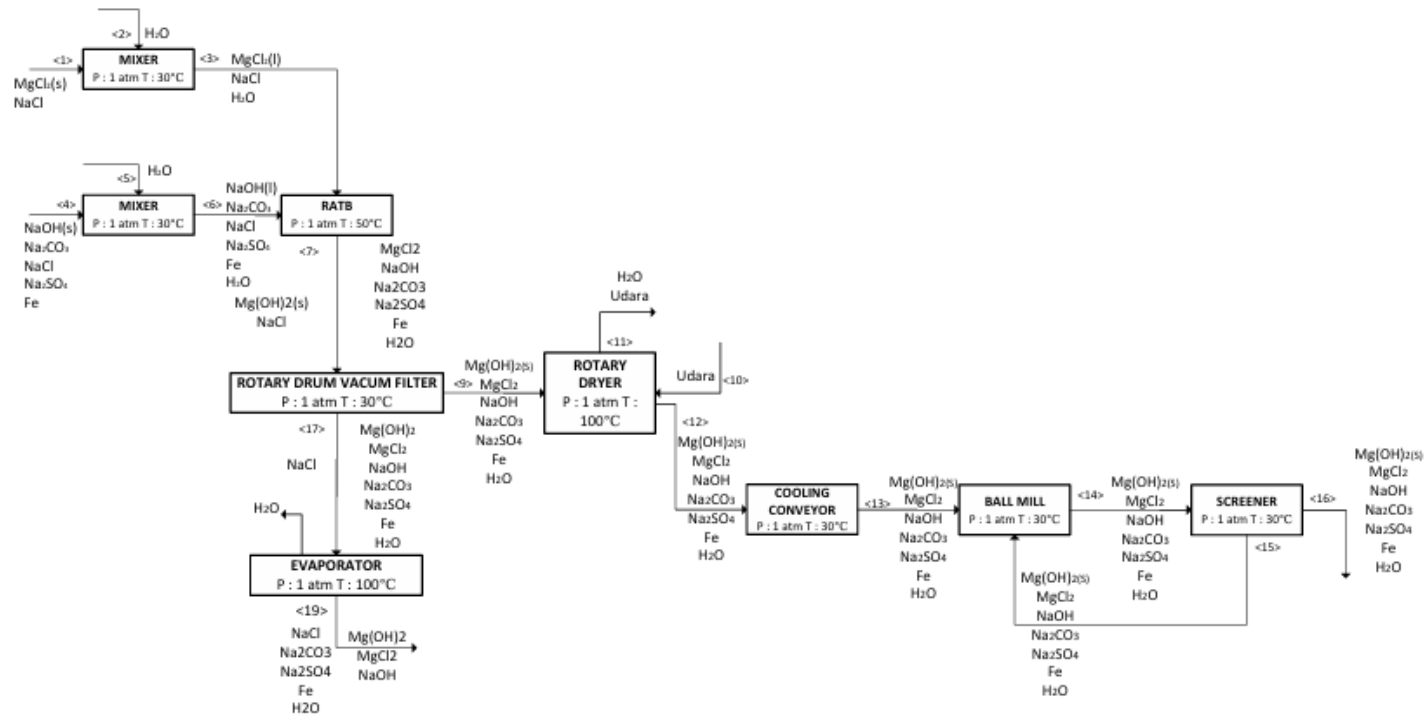 <2>
H₂O
<1>
MIXER
P : 1 atm T : 30°C
<3>
MgCl₂(l)
NaCl
H₂O
MgCl₂(s)
NaCl
<5>
H₂O
<4>
MIXER
P : 1 atm T : 30°C
<6>
NaOH(l)
Na₂CO₃
NaCl
Na₂SO₄
Fe
H₂O
RATB
P : 1 atm T : 50°C
NaOH(s)
Na₂CO₃
NaCl
Na₂SO₄
Fe
<7>
Mg(OH)2(s)
NaCl
MgCl2
NaOH
Na2CO3
Na2SO4
Fe
H2O
ROTARY DRUM VACUM FILTER
P : 1 atm T : 30°C
<9>
Mg(OH)₂(S)
MgCl₂
NaOH
Na₂CO₃
Na₂SO₄
Fe
H₂O
H₂O
Udara
<11>
ROTARY
DRYER
P : 1 atm T :
100°C
Udara
<10>
<12>
Mg(OH)₂(S)
MgCl₂
NaOH
Na₂CO₃
Na₂SO₄
Fe
H₂O
<17>
NaCl
Mg(OH)₂
MgCl₂
NaOH
Na₂CO₃
Na₂SO₄
Fe
H₂O
H₂O
EVAPORATOR
P : 1 atm T : 100°C
<19>
NaCl
Na2CO3
Na2SO4
Fe
H2O
Mg(OH)2
MgCl2
NaOH
COOLING
CONVEYOR
P : 1 atm T : 30°C
<13>
Mg(OH)₂(S)
MgCl₂
NaOH
Na₂CO₃
Na₂SO₄
Fe
H₂O
BALL MILL
P : 1 atm T : 30°C
<14>
Mg(OH)₂(S)
MgCl₂
NaOH
Na₂CO₃
Na₂SO₄
Fe
H₂O
SCREENER
P : 1 atm T : 30°C
<16>
Mg(OH)₂(S)
MgCl₂
NaOH
Na₂CO₃
Na₂SO₄
Fe
H₂O
<15>
Mg(OH)₂(S)
MgCl₂
NaOH
Na₂CO₃
Na₂SO₄
Fe
H₂O